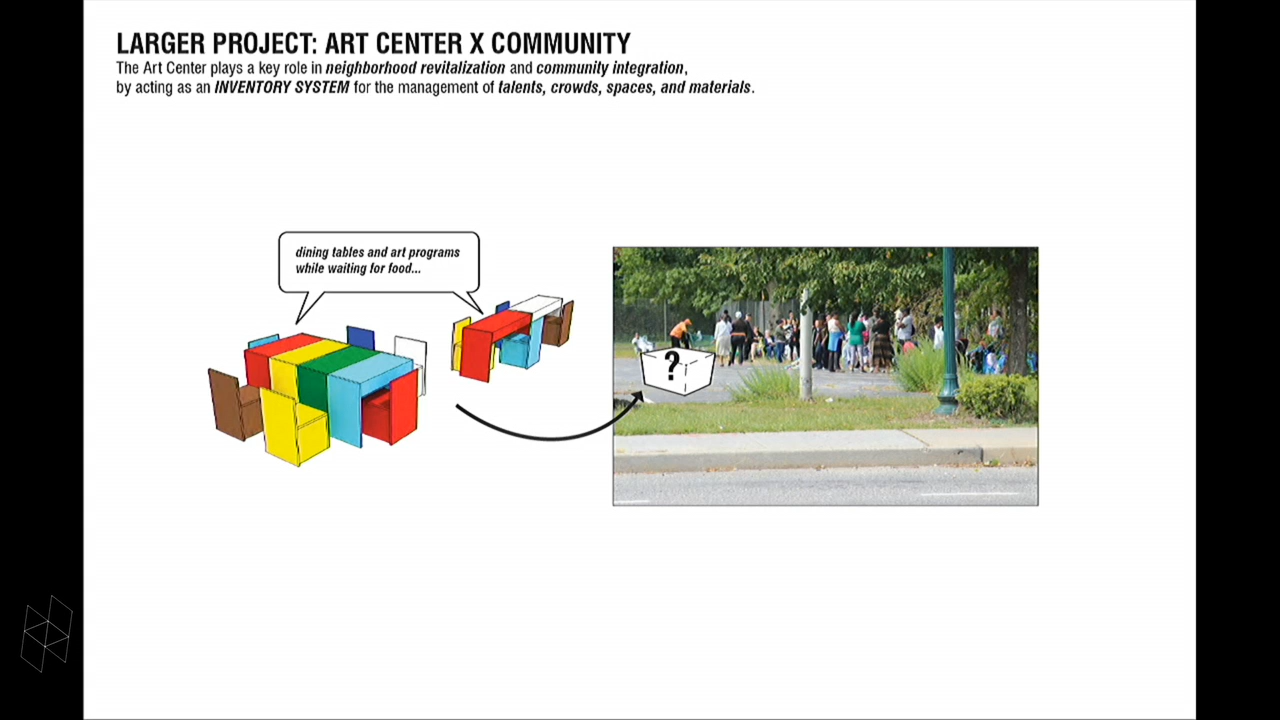 LARGER PROJECT: ART CENTER X COMMUNITY
The Art Center plays a key role in neighborhood revitalization and community integration,
by acting as an INVENTORY SYSTEM for the management of talents, crowds, spaces, and materials.
dining tables and art programs
while waiting for food...
?